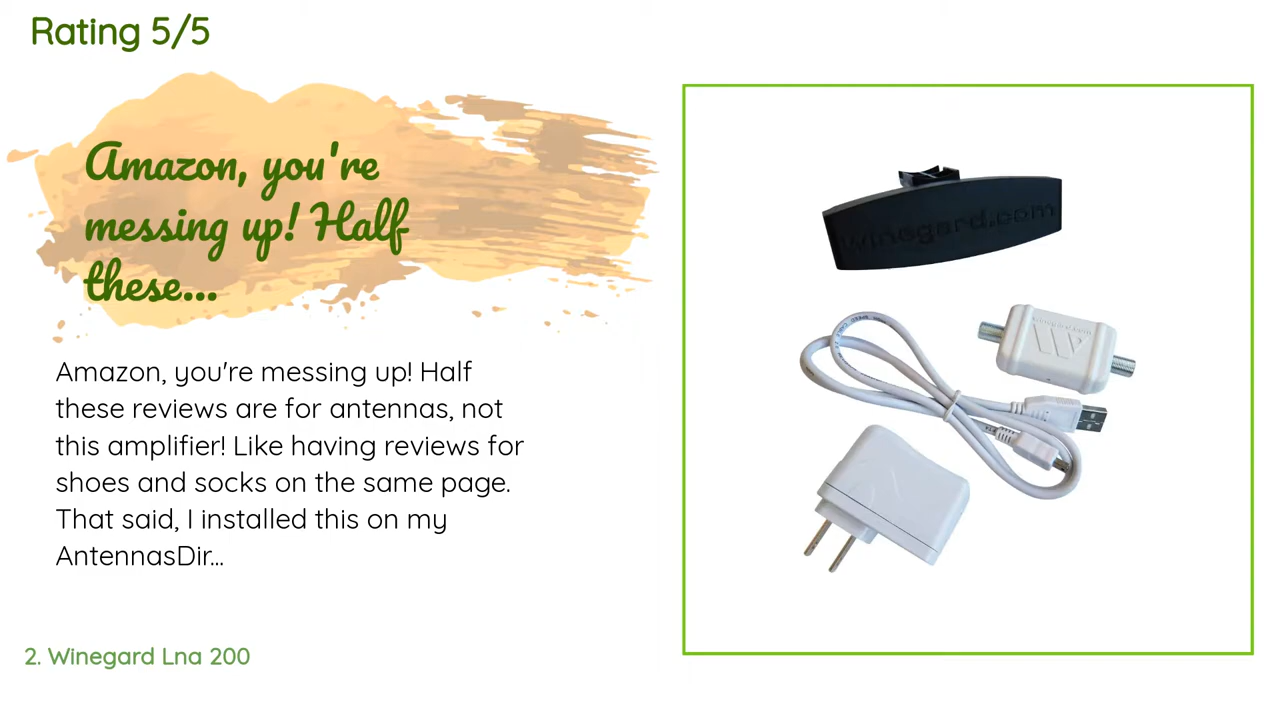 Rating 5/5
Amazon, you're
messing up! Half
these...
Amazon, you're messing up! Half
these reviews are for antennas, not
this amplifier! Like having reviews for
shoes and socks on the same page.
That said, I installed this on my
AntennasDir...
2. Winegard Lna 200
Winegard.com
winegard.com